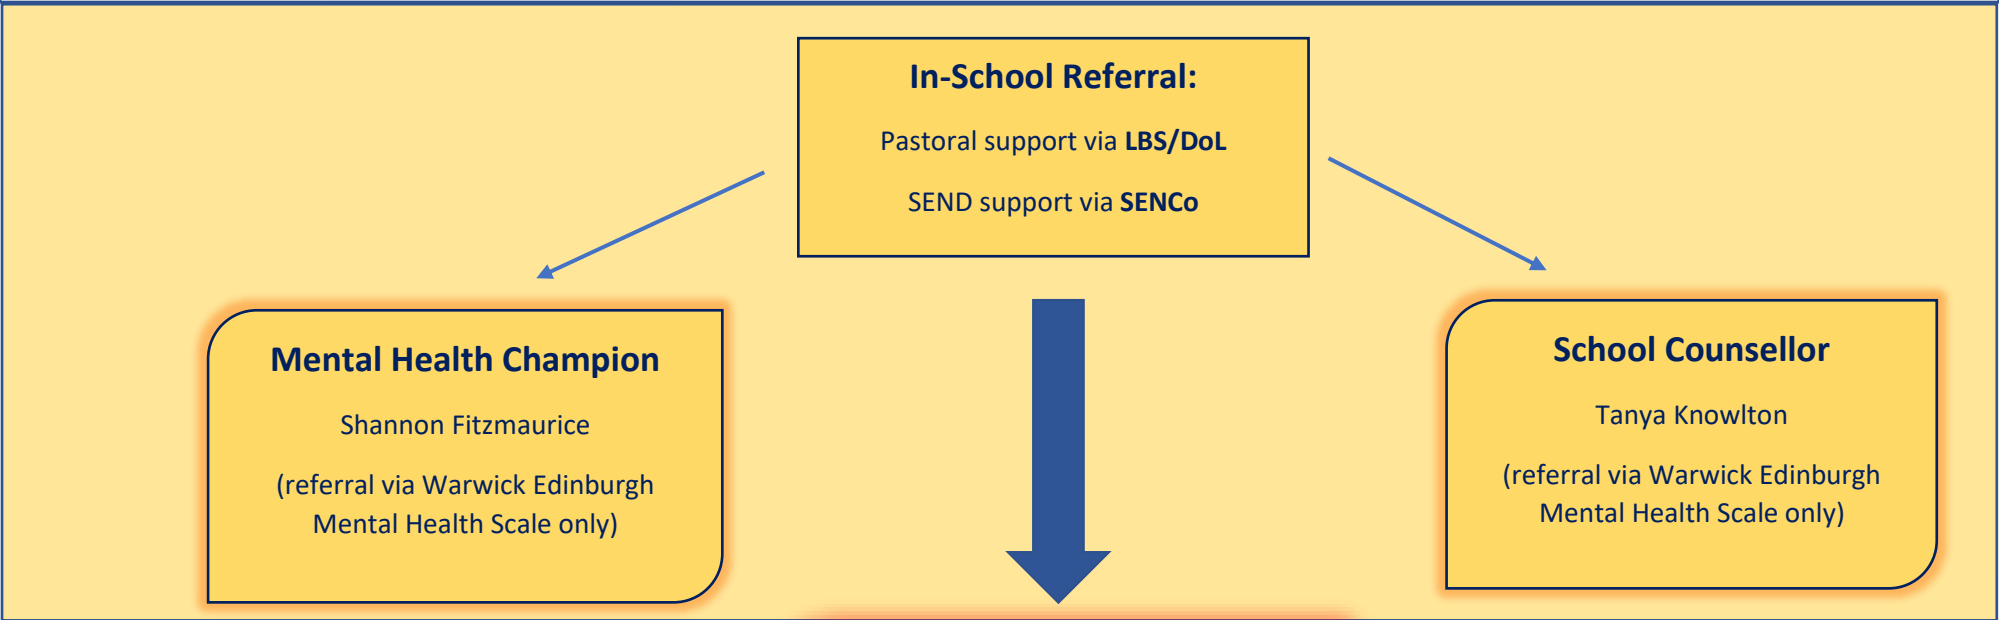 In-School Referral:
Pastoral support via LBS/DoL
SEND support via SENCo
Mental Health Champion
Shannon Fitzmaurice
(referral via Warwick Edinburgh
Mental Health Scale only)
School Counsellor
Tanya Knowlton
(referral via Warwick Edinburgh
Mental Health Scale only)